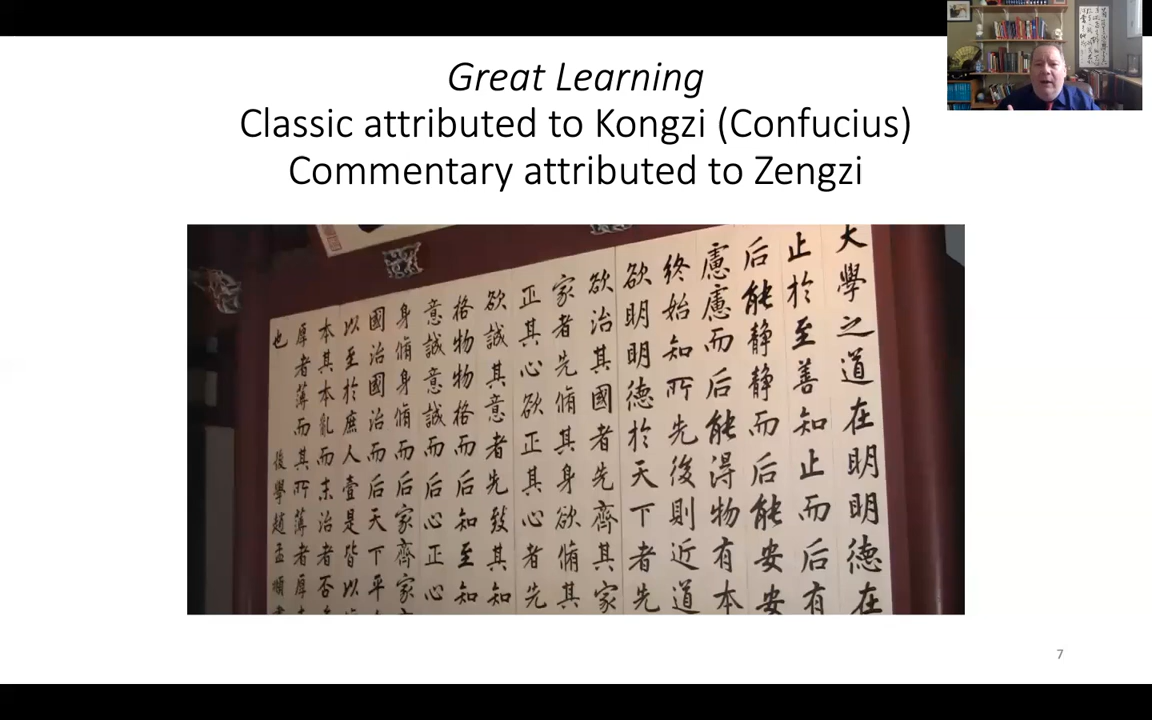 Great Learning
Classic attributed to Kongzi (Confucius)
Commentary attributed to Zengzi
大學之道在明明德在
止於至善知止而后有
后能静静而后能安安
慮慮而后能得物有本
終始知所先後則近道
欲明明德於天下者先
欲治其國者先齊其家
家者先脩其身欲脩其
正其心欲正其心者先
欲誠其意者先致其知
格物物格而后知至知
意誠意誠而后心正心
身脩身脩而后家齊家
國治國治而后天下平
以至於庶人壹是皆以
本其本亂而末治者否
厚者薄而其所薄者厚
也 後學趙孟頫書
7